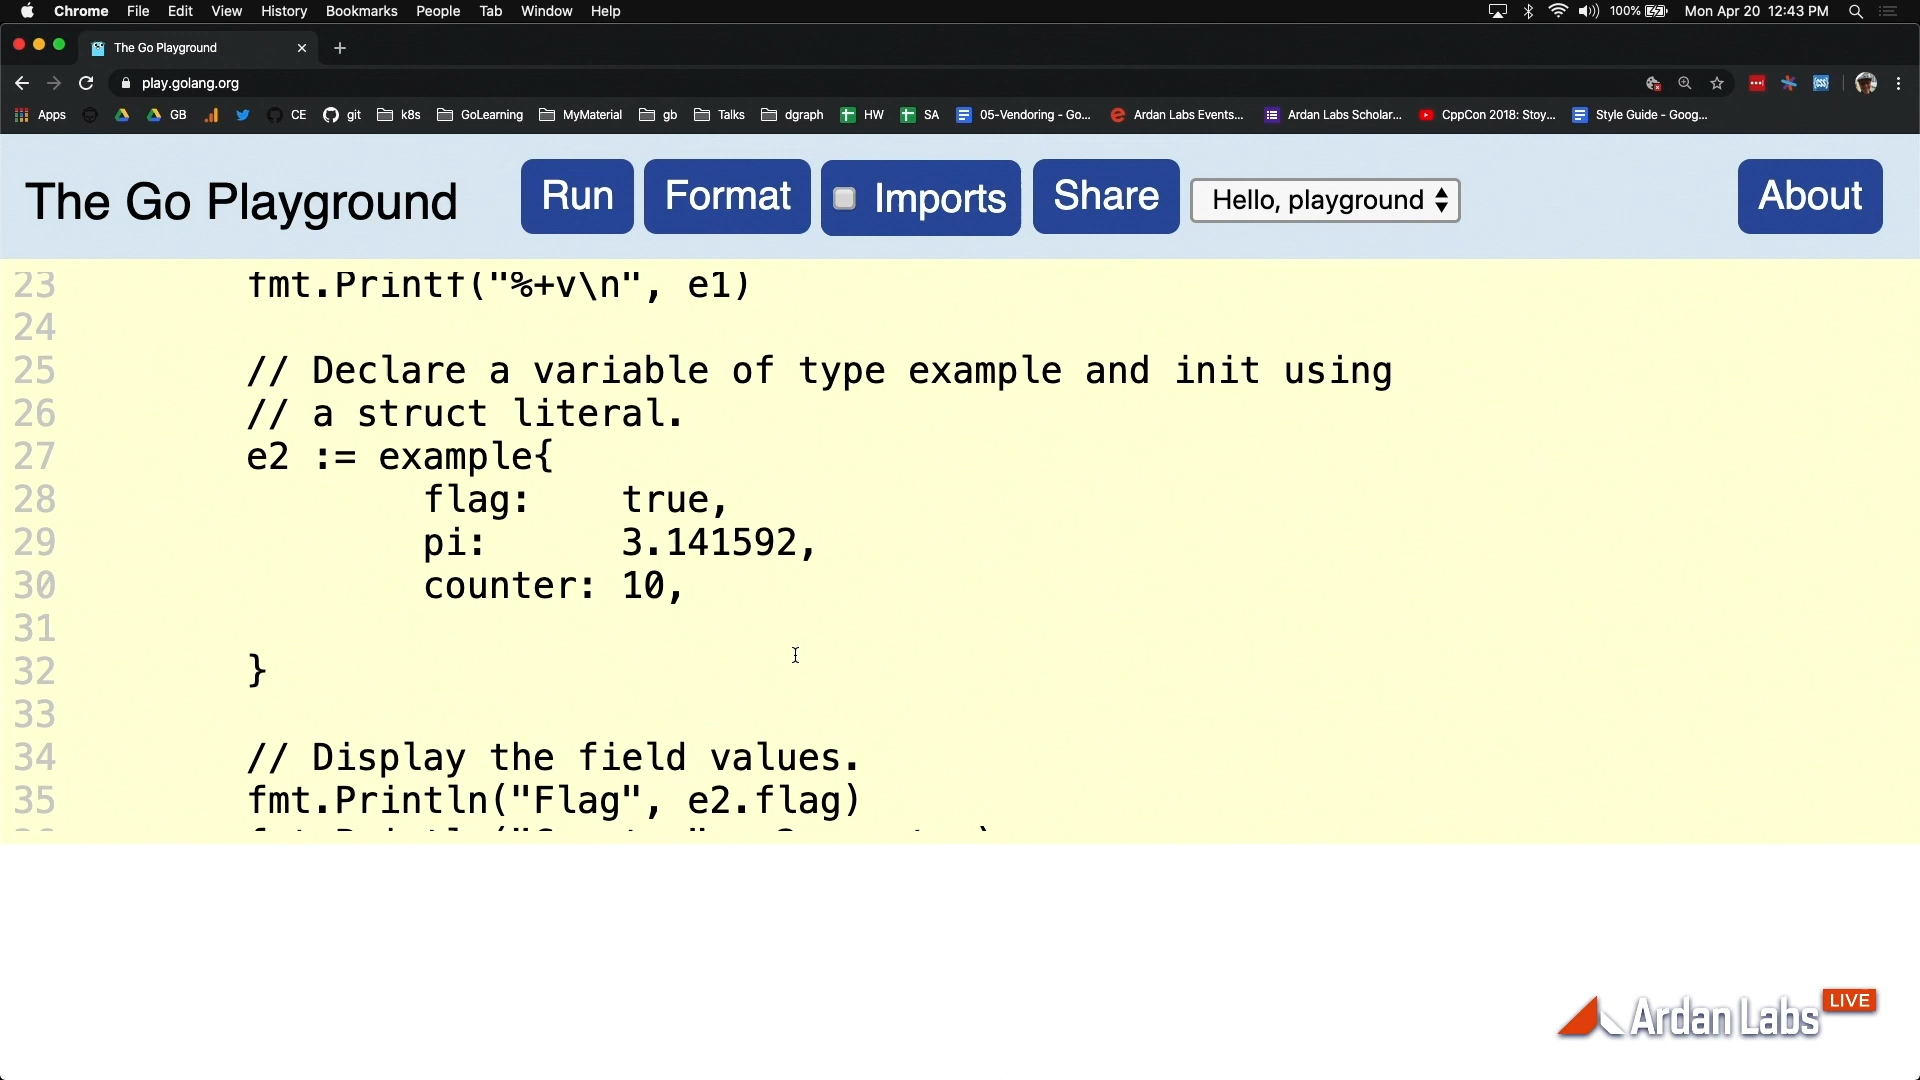 Chrome File Edit View History Bookmarks People Tab Window Help 100% Mon Apr 20 12:43 PM
The Go Playground
play.golang.org
Apps GB CE git k8s GoLearning MyMaterial gb Talks dgraph HW SA 05-Vendoring - Go... Ardan Labs Events... Ardan Labs Scholar... CppCon 2018: Stoy... Style Guide - Goog...
The Go Playground Run Format Imports Share Hello, playground About
23 fmt.Printf("%+v\n", e1)
24
25 // Declare a variable of type example and init using
26 // a struct literal.
27 e2 := example{
28 flag: true,
29 pi: 3.141592,
30 counter: 10,
31
32 }
33
34 // Display the field values.
35 fmt.Println("Flag", e2.flag)
Ardan Labs LIVE